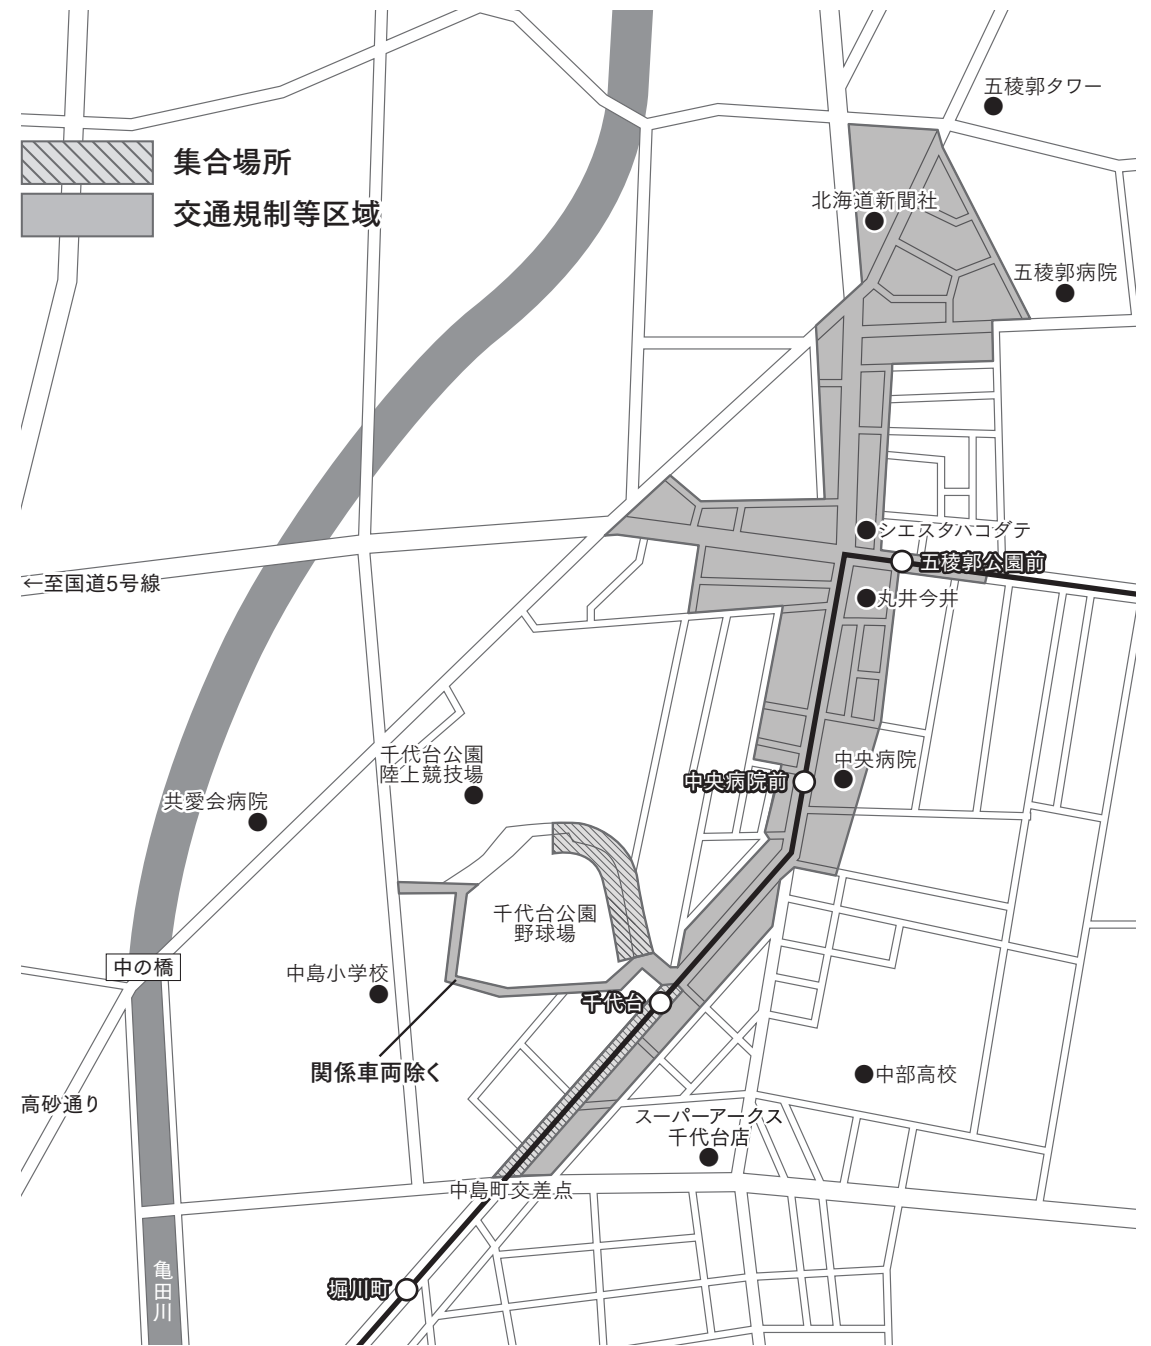 五稜郭タワー
集合場所
交通規制等区域
北海道新聞社
五稜郭病院
シエスタハコダテ
五稜郭公園前
←至国道5号線
丸井今井
千代台公園
陸上競技場
中央病院前
中央病院
共愛会病院
千代台公園
野球場
中の橋
中島小学校
千代台
関係車両除く
中部高校
高砂通り
スーパーアークス
千代台店
中島町交差点
亀田川
堀川町